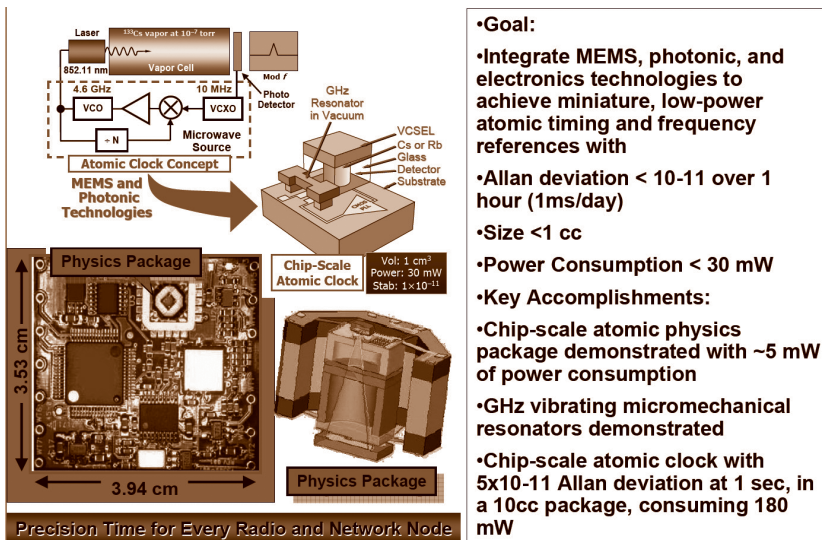 Laser
¹³³Cs vapor at 10⁻⁷ torr
852.11 nm
Vapor Cell
Mod f
Photo
Detector
4.6 GHz
10 MHz
VCO
VCXO
÷ N
Microwave
Source
Atomic Clock Concept
MEMS and
Photonic
Technologies
GHz
Resonator
in Vacuum
VCSEL
Cs or Rb
Glass
Detector
Substrate
Chip-Scale
Atomic Clock
Vol: 1 cm³
Power: 30 mW
Stab: 1×10⁻¹¹
Physics Package
3.53 cm
3.94 cm
Physics Package
Precision Time for Every Radio and Network Node
•Goal:
•Integrate MEMS, photonic, and
electronics technologies to
achieve miniature, low-power
atomic timing and frequency
references with
•Allan deviation < 10-11 over 1
hour (1ms/day)
•Size <1 cc
•Power Consumption < 30 mW
•Key Accomplishments:
•Chip-scale atomic physics
package demonstrated with ~5 mW
of power consumption
•GHz vibrating micromechanical
resonators demonstrated
•Chip-scale atomic clock with
5x10-11 Allan deviation at 1 sec, in
a 10cc package, consuming 180
mW